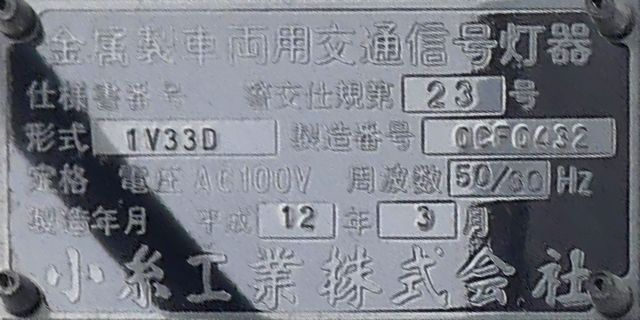 金属製車両用交通信号灯器
仕様書番号 警交仕規第 23 号
形式 1V33D 製造番号 0CF0432
定格 電圧 AC100V 周波数 50/60 Hz
製造年月 平成 12 年 3 月
小糸工業株式会社